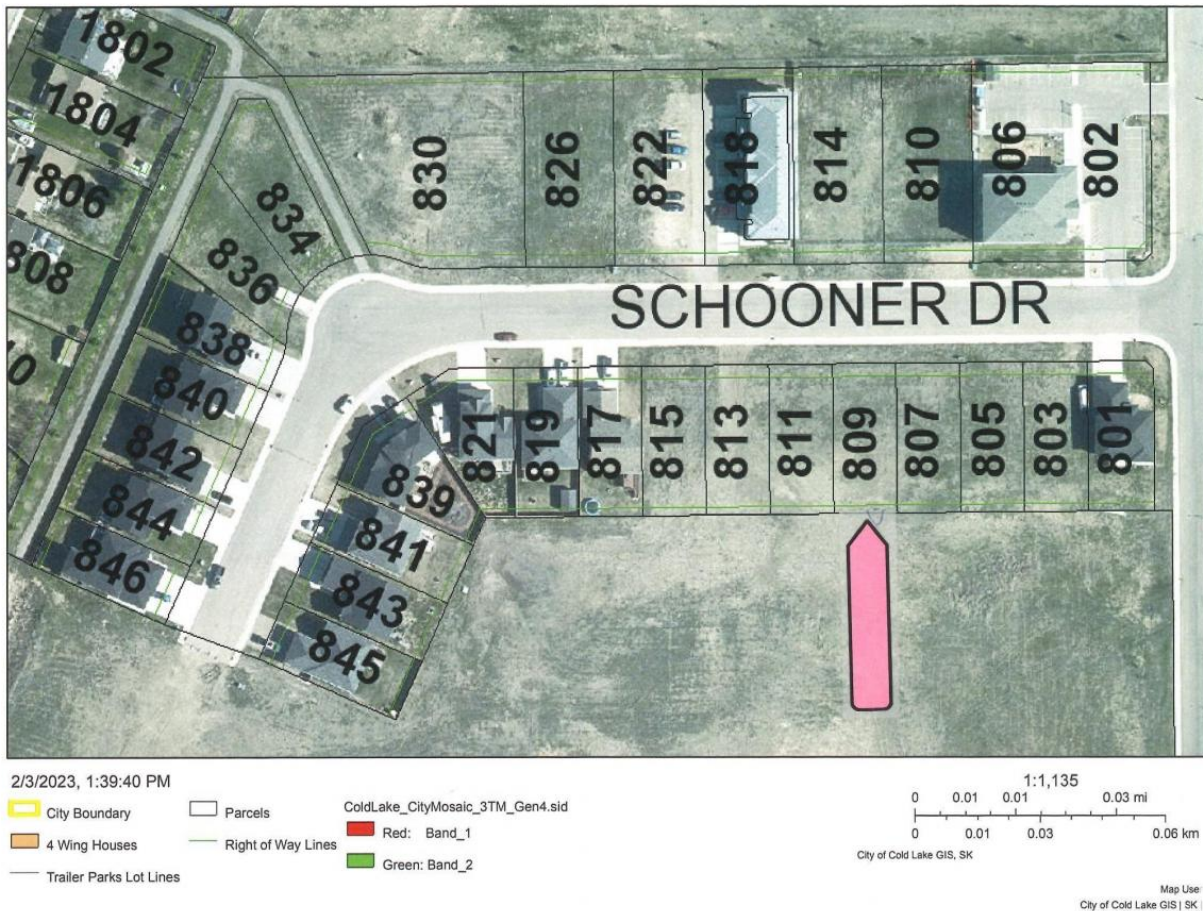 1802
1804
1806
808
10
834
836
838
840
842
844
846
830
826
822
818
814
810
806
802
SCHOONER DR
821
819
817
815
813
811
809
807
805
803
801
839
841
843
845
2/3/2023, 1:39:40 PM
City Boundary
4 Wing Houses
Trailer Parks Lot Lines
Parcels
Right of Way Lines
ColdLake_CityMosaic_3TM_Gen4.sid
Red: Band_1
Green: Band_2
1:1,135
0 0.01 0.01 0.03 mi
0 0.01 0.03 0.06 km
City of Cold Lake GIS, SK
Map Use
City of Cold Lake GIS | SK